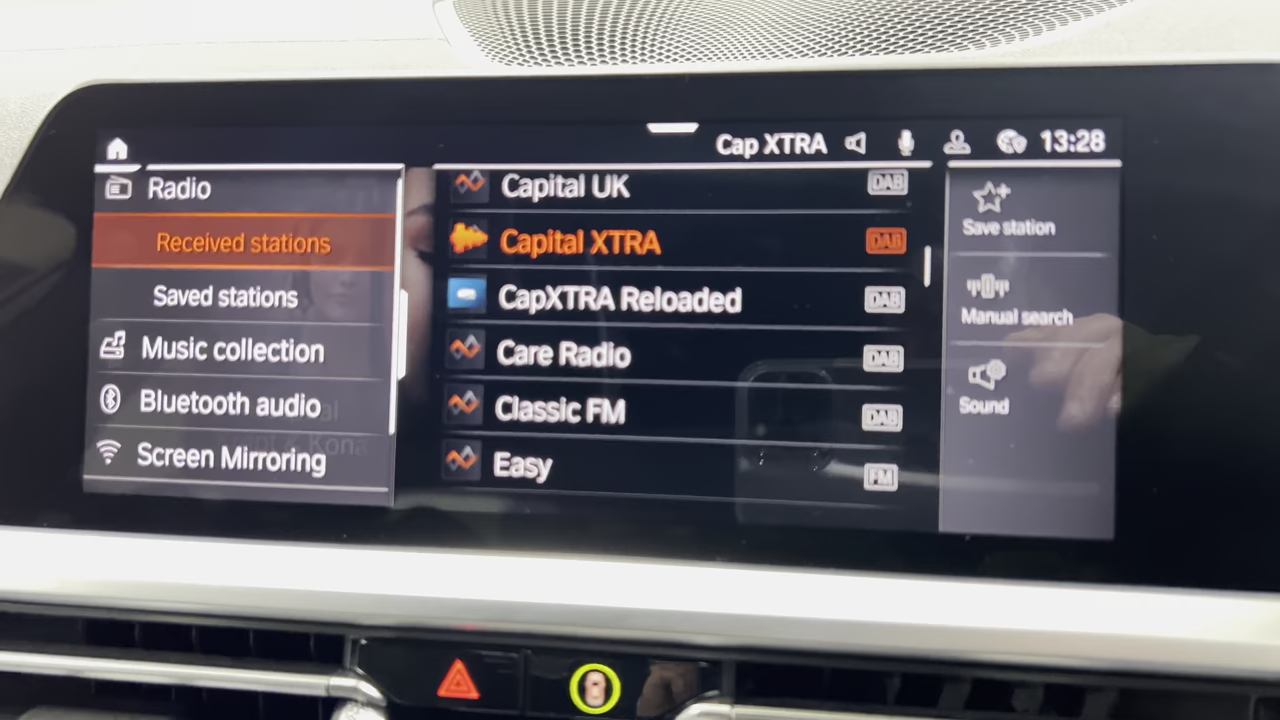 Cap XTRA 13:28
Radio
Received stations
Saved stations
Music collection
Bluetooth audio
Screen Mirroring
Capital UK DAB
Capital XTRA DAB
CapXTRA Reloaded DAB
Care Radio DAB
Classic FM DAB
Easy FM
Save station
Manual search
Sound